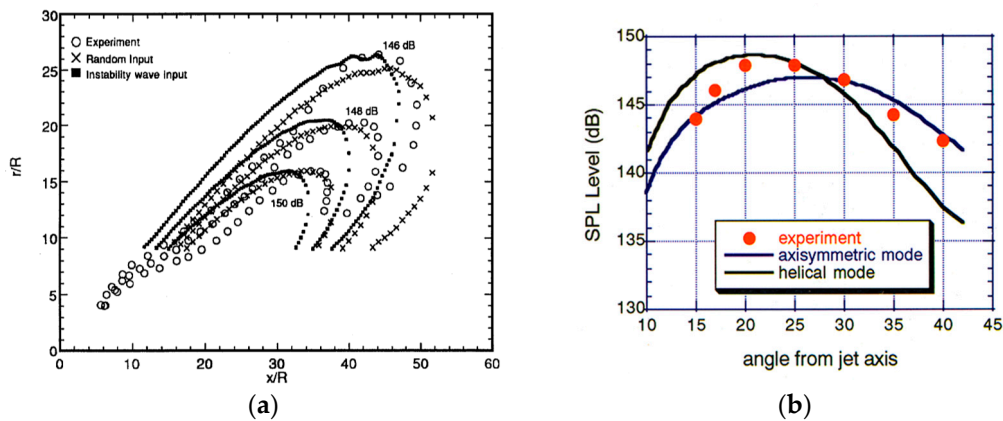 30
25
20
15
10
5
0
r/R
○ Experiment
× Random Input
■ Instability wave input
146 dB
148 dB
150 dB
0 10 20 30 40 50 60
x/R
(a)
150
145
140
135
130
SPL Level (dB)
experiment
axisymmetric mode
helical mode
10 15 20 25 30 35 40 45
angle from jet axis
(b)